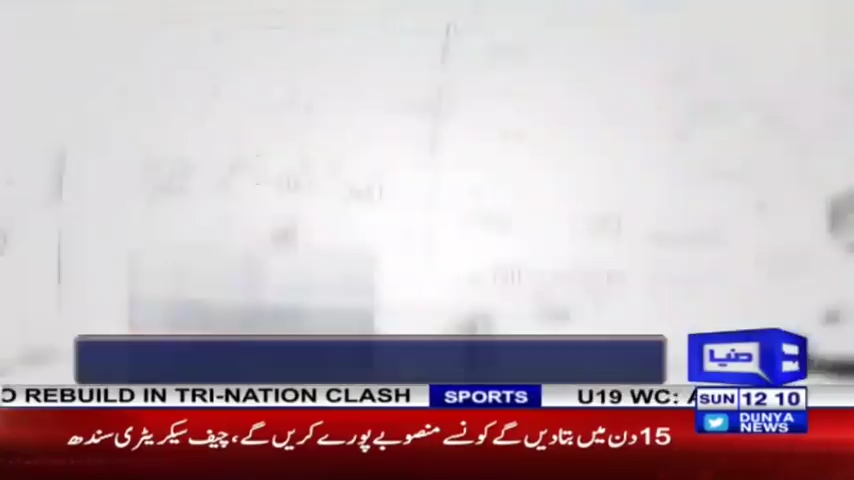 دنیا
O REBUILD IN TRI-NATION CLASH SPORTS U19 WC:
SUN 12 10
DUNYA NEWS
15 دن میں بتادیں گے کونسے منصوبے پورے کریں گے، چیف سیکریٹری سندھ